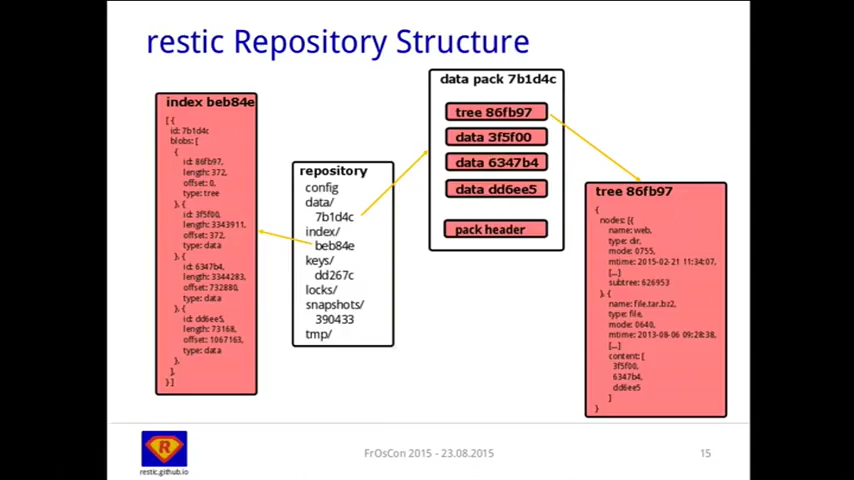 restic Repository Structure
index beb84e
[ {
id: 7b1d4c
blobs: [
{
id: 86fb97,
length: 372,
offset: 0,
type: tree
}, {
id: 3f5f00,
length: 3343911,
offset: 372,
type: data
}, {
id: 6347b4,
length: 3344283,
offset: 732880,
type: data
}, {
id: dd6ee5,
length: 73168,
offset: 1067163,
type: data
},
],
} ]
repository
config
data/
7b1d4c
index/
beb84e
keys/
dd267c
locks/
snapshots/
390433
tmp/
data pack 7b1d4c
tree 86fb97
data 3f5f00
data 6347b4
data dd6ee5
pack header
tree 86fb97
{
nodes: [{
name: web,
type: dir,
mode: 0755,
mtime: 2015-02-21 11:34:07,
[...]
subtree: 626953
}, {
name: file.tar.bz2,
type: file,
mode: 0640,
mtime: 2013-08-06 09:28:38,
[...]
content: [
3f5f00,
6347b4,
dd6ee5
]
}
R
restic.github.io
FrOsCon 2015 - 23.08.2015
15